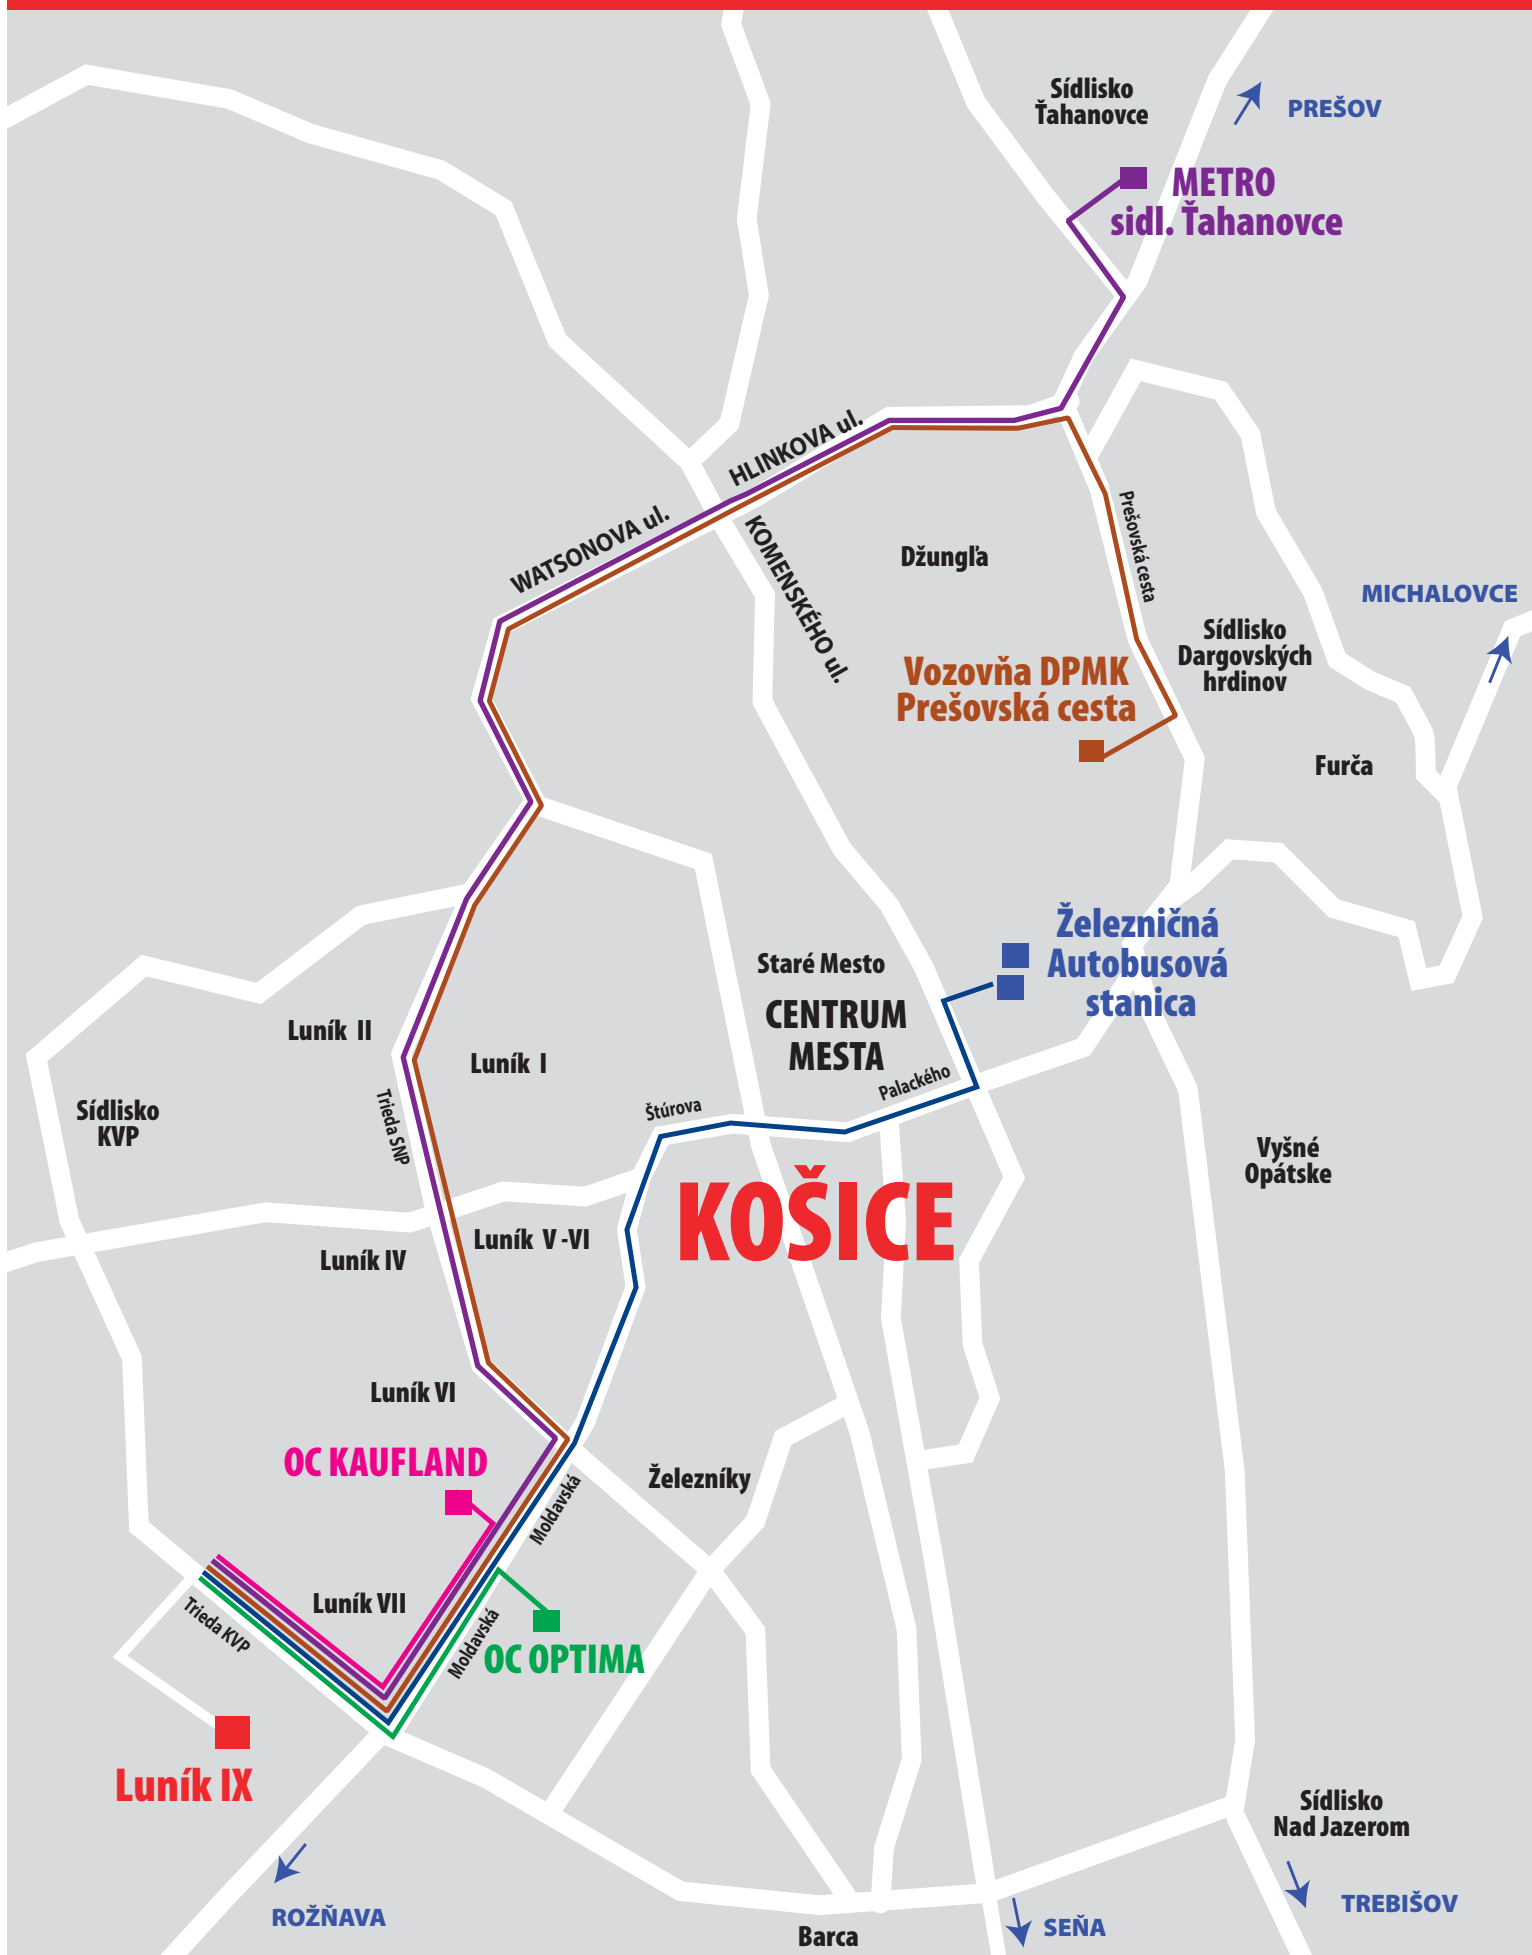 Sídlisko
Ťahanovce
PREŠOV
METRO
sidl. Ťahanovce
HLINKOVA ul.
WATSONOVA ul.
KOMENSKÉHO ul.
Prešovská cesta
Džungľa
MICHALOVCE
Sídlisko
Dargovských
hrdinov
Vozovňa DPMK
Prešovská cesta
Furča
Železničná
Autobusová
stanica
Staré Mesto
CENTRUM
MESTA
Luník II
Luník I
Palackého
Štúrova
Trieda SNP
Sídlisko
KVP
Vyšné
Opátske
KOŠICE
Luník V -VI
Luník IV
Luník VI
OC KAUFLAND
Železníky
Moldavská
Luník VII
Trieda KVP
Moldavská
OC OPTIMA
Luník IX
Sídlisko
Nad Jazerom
ROŽŇAVA
TREBIŠOV
SEŇA
Barca